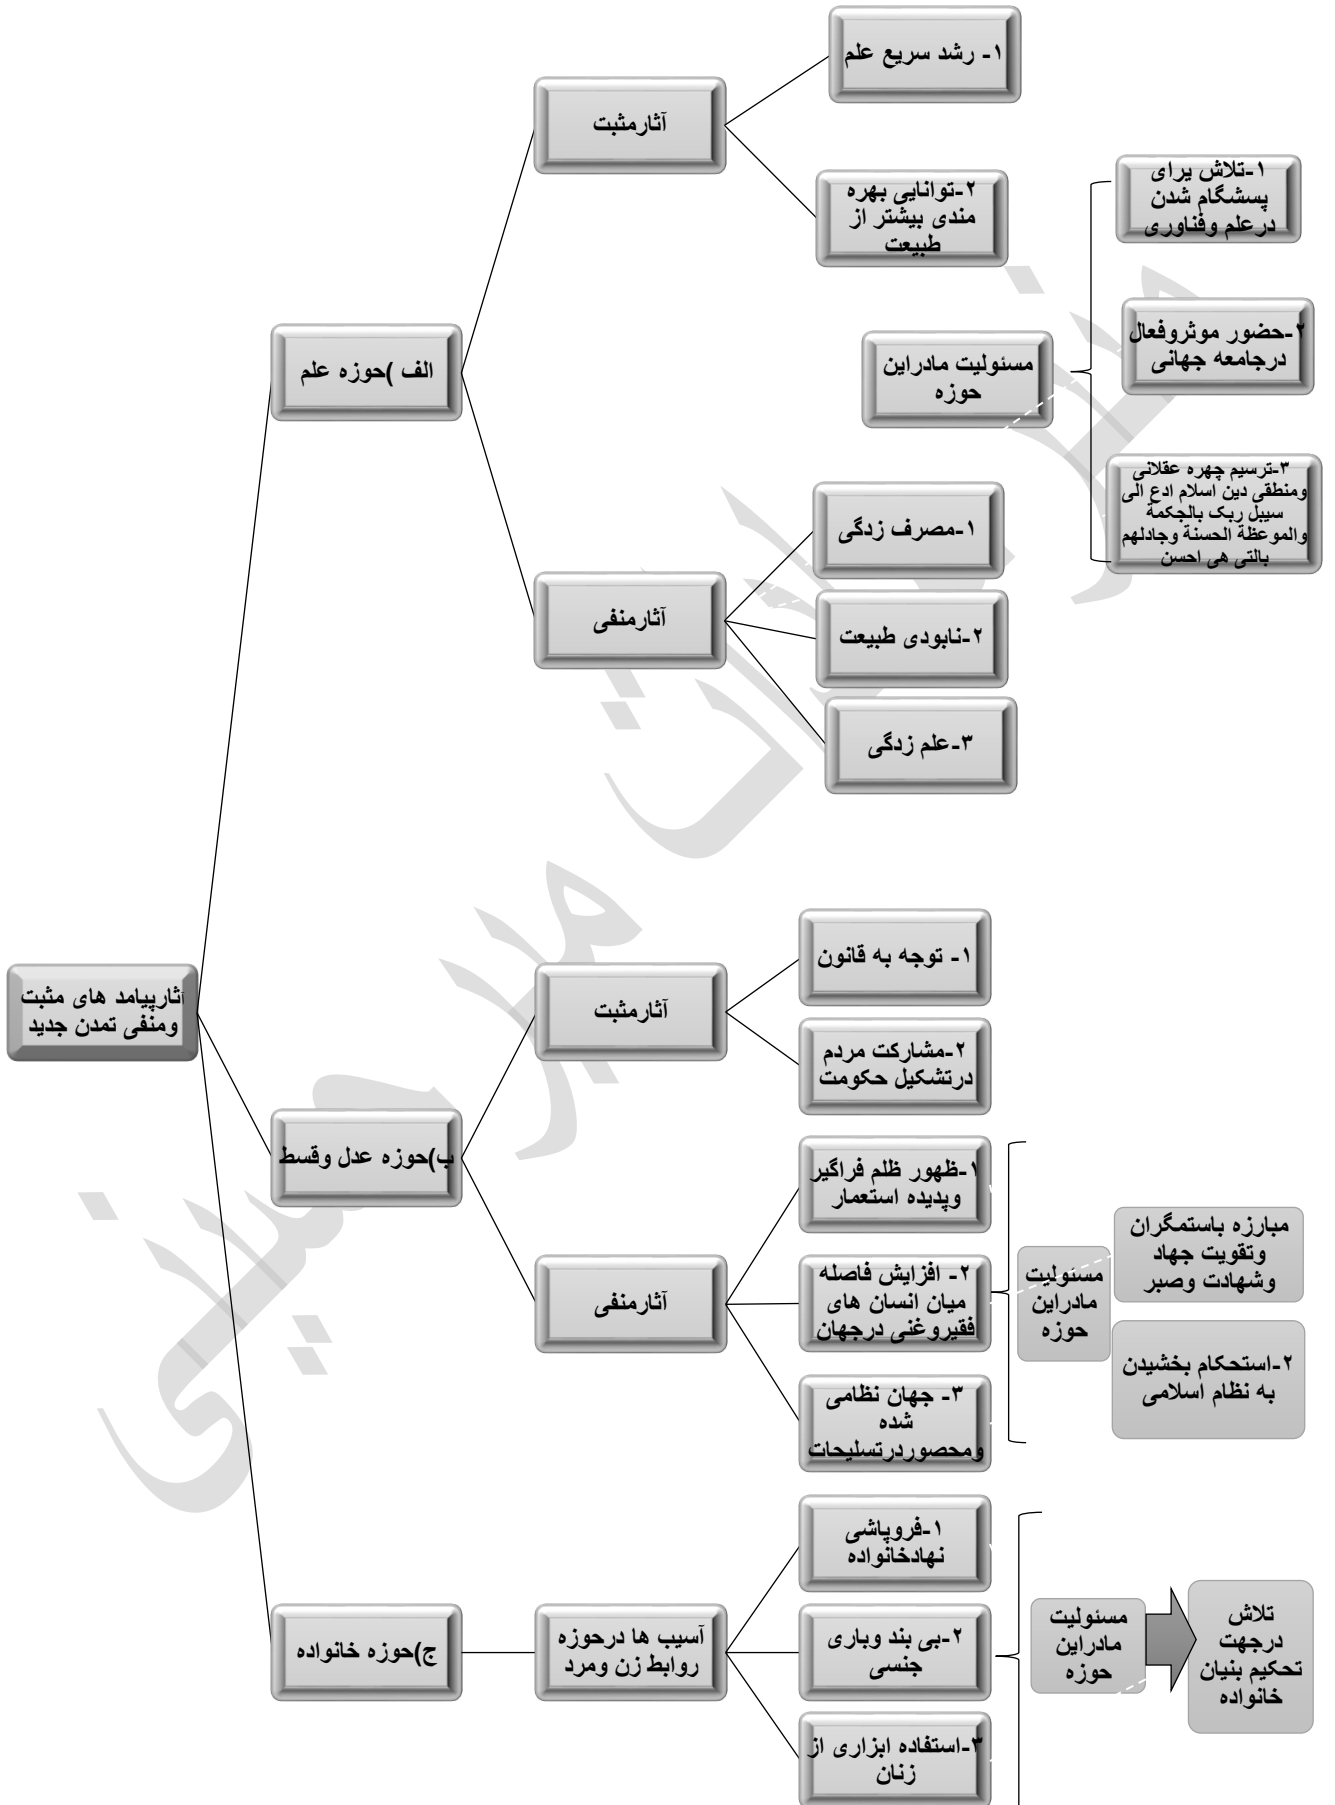 آثارپیامد های مثبت
ومنفی تمدن جدید
الف )حوزه علم
آثارمثبت
۱- رشد سریع علم
۲-توانایی بهره
مندی بیشتر از
طبیعت
مسئولیت مادراین
حوزه
۱-تلاش یرای
پسشگام شدن
درعلم وفناوری
۲-حضور موثروفعال
درجامعه جهانی
۳-ترسیم چهره عقلانی
ومنطقی دین اسلام ادع الی
سبیل ربک بالجکمة
والموعظة الحسنة وجادلهم
بالتی هی احسن
آثارمنفی
۱-مصرف زدگی
۲-نابودی طبیعت
۳-علم زدگی
ب)حوزه عدل وقسط
آثارمثبت
۱- توجه به قانون
۲-مشارکت مردم
درتشکیل حکومت
آثارمنفی
۱-ظهور ظلم فراگیر
وپدیده استعمار
۲- افزایش فاصله
میان انسان های
فقیروغنی درجهان
۳- جهان نظامی
شده
ومحصوردرتسلیحات
مسئولیت
مادراین
حوزه
مبارزه باستمگران
وتقویت جهاد
وشهادت وصبر
۲-استحکام بخشیدن
به نظام اسلامی
ج)حوزه خانواده
آسیب ها درحوزه
روابط زن ومرد
۱-فروپاشی
نهادخانواده
۲-بی بند وباری
جنسی
۳-استفاده ابزاری از
زنان
مسئولیت
مادراین
حوزه
تلاش
درجهت
تحکیم بنیان
خانواده